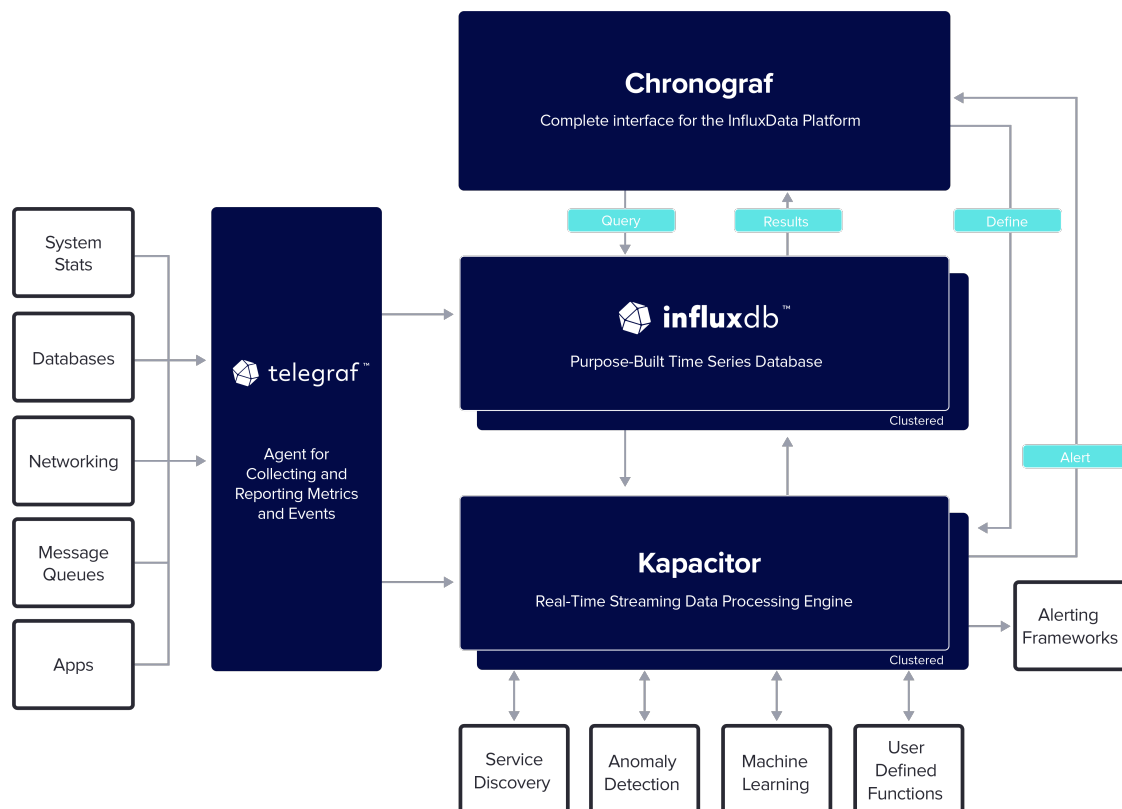 Chronograf
Complete interface for the InfluxData Platform
Query
Results
Define
System
Stats
Databases
Networking
Message
Queues
Apps
telegraf™
Agent for
Collecting and
Reporting Metrics
and Events
influxdb™
Purpose-Built Time Series Database
Clustered
Alert
Kapacitor
Real-Time Streaming Data Processing Engine
Clustered
Alerting
Frameworks
Service
Discovery
Anomaly
Detection
Machine
Learning
User
Defined
Functions